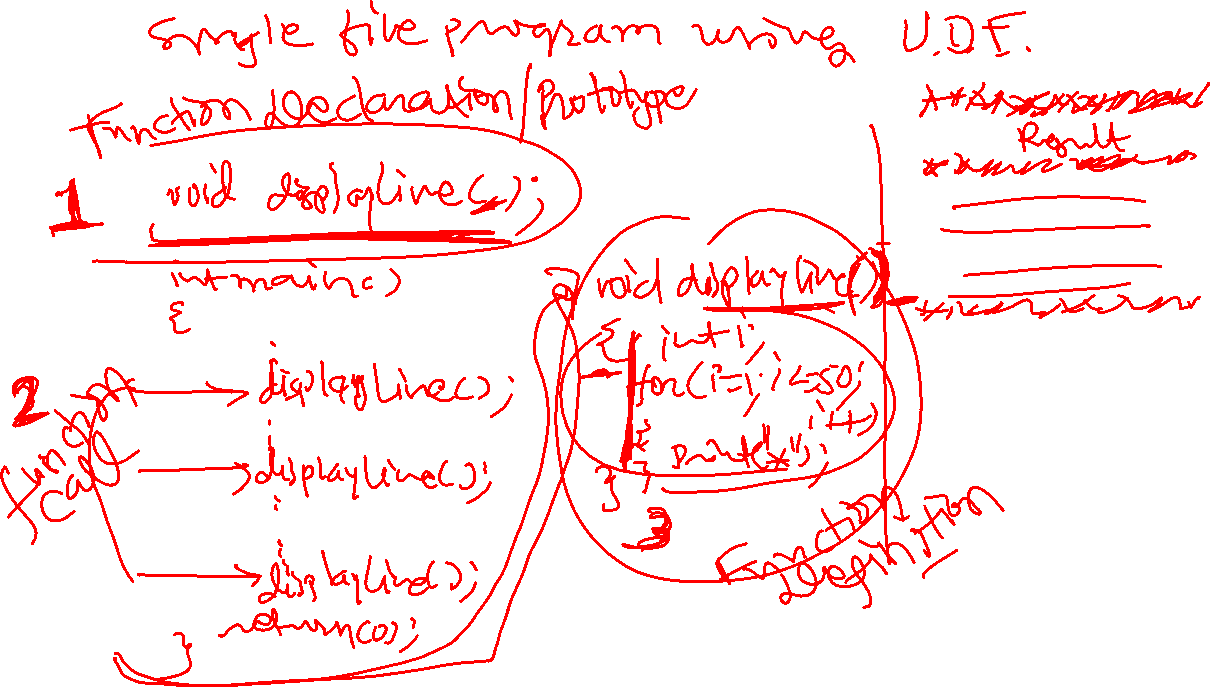 Single file program using U.D.F.
Function Declaration/Prototype
1
void displayline();
int main()
{
2
Function call
displayline();
displayline();
displayline();
return(0);
}
void displayline()
{ int i;
for(i=1; i<=50; i++)
{
printf("*");
}
}
3
Function Definition
Result